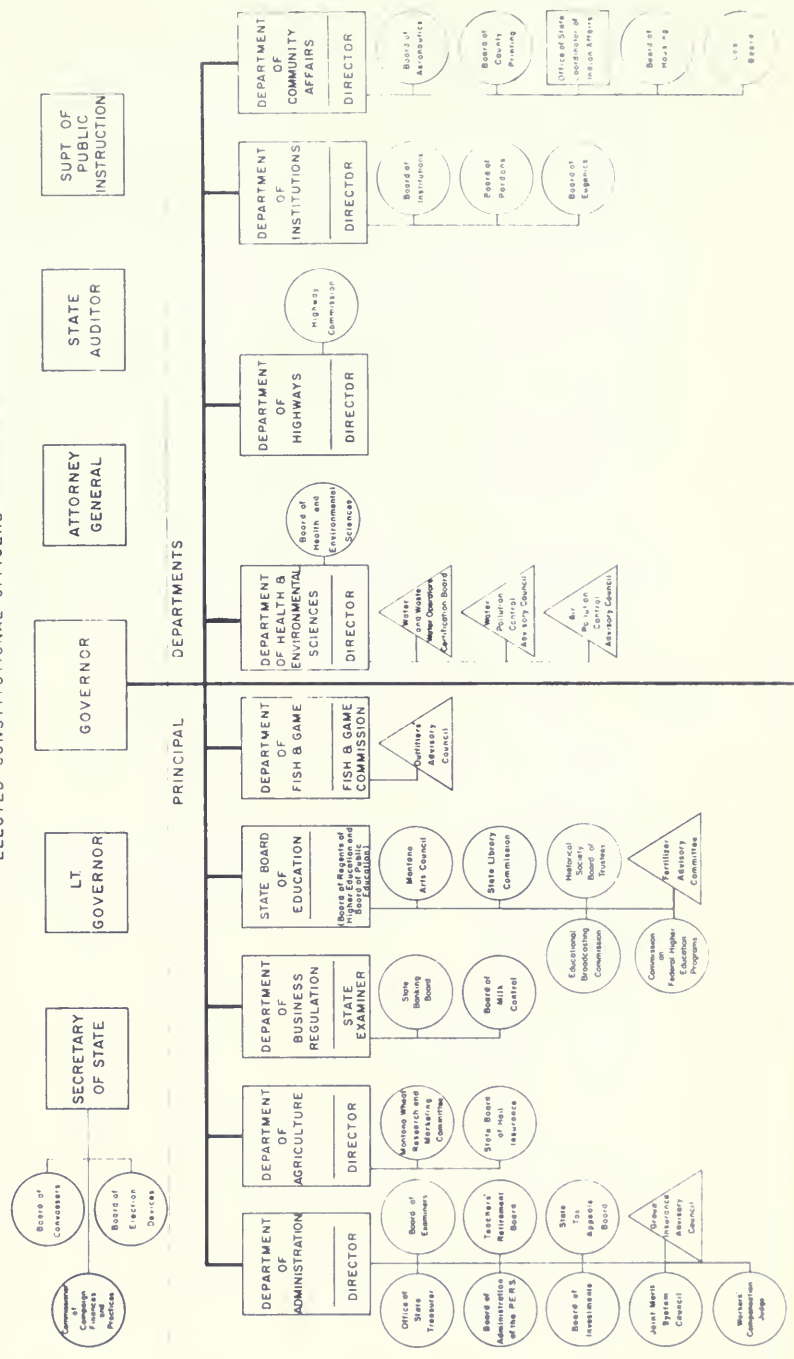 ELECTED CONSTITUTIONAL OFFICERS
Commissioner
of
Campaign
Finances
and
Practices
Board of
Canvassers
Board of
Election
Devices
SECRETARY
OF STATE
LT.
GOVERNOR
GOVERNOR
ATTORNEY
GENERAL
STATE
AUDITOR
SUPT OF
PUBLIC
INSTRUCTION
PRINCIPAL DEPARTMENTS
DEPARTMENT
OF
ADMINISTRATION
DIRECTOR
Office of
State
Treasurer
Board of
Examiners
Board of
Administration
of the P.E.R.S.
Teachers'
Retirement
Board
Board of
Investments
State
Tax
Appeals
Board
Joint Merit
System
Council
Group
Insurance
Advisory
Council
Workers'
Compensation
Judge
DEPARTMENT
OF
AGRICULTURE
DIRECTOR
Montana Wheat
Research and
Marketing
Committee
State Board
of Hail
Insurance
DEPARTMENT
OF
BUSINESS
REGULATION
STATE
EXAMINER
State
Banking
Board
Board of
Milk
Control
STATE BOARD
OF
EDUCATION
(Board of Regents of
Higher Education and
Board of Public
Education)
Montana
Arts Council
State Library
Commission
Historical
Society
Board of
Trustees
Educational
Broadcasting
Commission
Fertilizer
Advisory
Committee
Commission
on
Federal Higher
Education
Programs
DEPARTMENT
OF
FISH & GAME
FISH & GAME
COMMISSION
Outfitters'
Advisory
Council
DEPARTMENT
OF HEALTH &
ENVIRONMENTAL
SCIENCES
DIRECTOR
Board of
Health and
Environmental
Sciences
Water
and Waste
Water Operators
Certification Board
Water
Pollution
Control
Advisory Council
Air
Pollution
Control
Advisory Council
DEPARTMENT
OF
HIGHWAYS
DIRECTOR
Commission
DEPARTMENT
OF
INSTITUTIONS
DIRECTOR
Board of
Institutions
Board of
Pardons
Board of
Eugenics
DEPARTMENT
OF
COMMUNITY
AFFAIRS
DIRECTOR
Board of
Aeronautics
Board of
County
Printing
Office of State
Coordinator of
Indian Affairs
Board of
Housing
Board